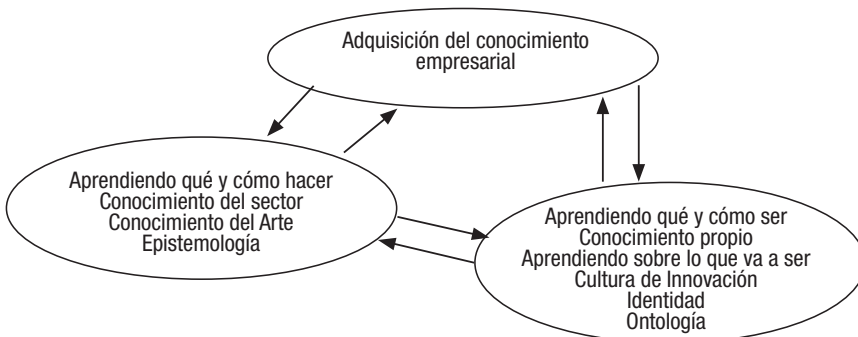 Adquisición del conocimiento
empresarial
Aprendiendo qué y cómo hacer
Conocimiento del sector
Conocimiento del Arte
Epistemología
Aprendiendo qué y cómo ser
Conocimiento propio
Aprendiendo sobre lo que va a ser
Cultura de Innovación
Identidad
Ontología